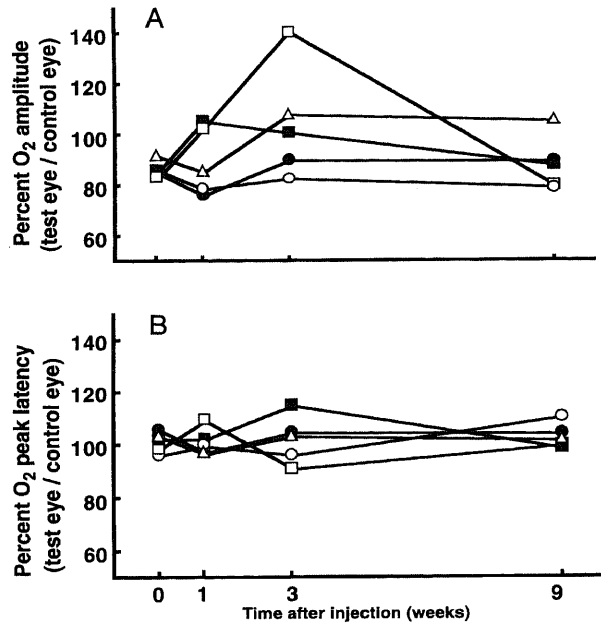 A
Percent O2 amplitude
(test eye / control eye)
140
120
100
80
60
B
Percent O2 peak latency
(test eye / control eye)
140
120
100
80
60
0 1 3 9
Time after injection (weeks)